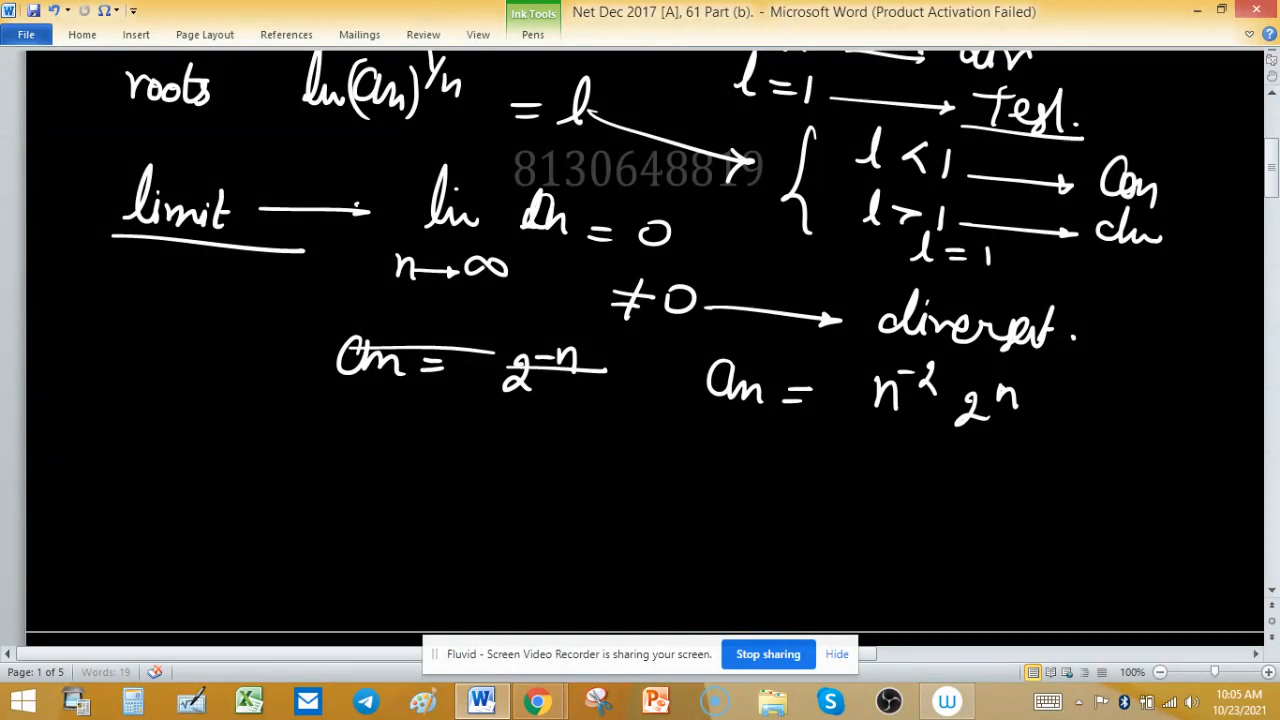 Ink Tools
Net Dec 2017 [A], 61 Part (b). - Microsoft Word (Product Activation Failed)
File Home Insert Page Layout References Mailings Review View Pens
roots ln(an)^1/n = l
l = 1 → Test.
8130648819
l < 1 → Con
l > 1 → div
l = 1
limit → lim an = 0
n→∞
≠ 0 → divergent.
an = 2^-n an = n^-2 2^n
Fluvid - Screen Video Recorder is sharing your screen. Stop sharing Hide
Page: 1 of 5 Words: 19 100%
10:05 AM
10/23/2021